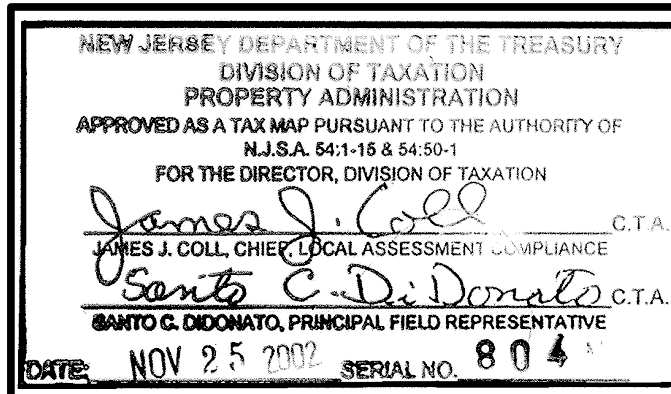 NEW JERSEY DEPARTMENT OF THE TREASURY
DIVISION OF TAXATION
PROPERTY ADMINISTRATION
APPROVED AS A TAX MAP PURSUANT TO THE AUTHORITY OF
N.J.S.A. 54:1-15 & 54:50-1
FOR THE DIRECTOR, DIVISION OF TAXATION
James J. Coll C.T.A.
JAMES J. COLL, CHIEF, LOCAL ASSESSMENT COMPLIANCE
Santo C. DiDonato C.T.A.
SANTO C. DIDONATO, PRINCIPAL FIELD REPRESENTATIVE
DATE: NOV 25 2002 SERIAL NO. 804